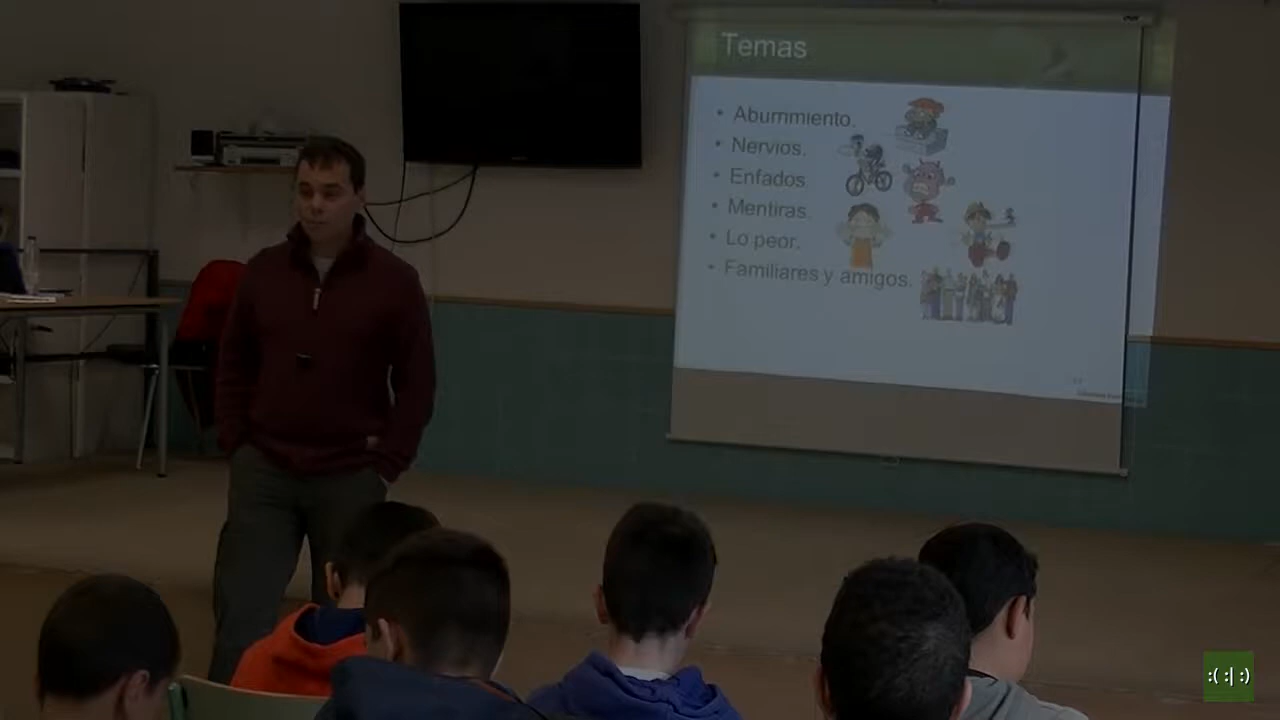 Temas
• Aburrimiento.
• Nervios.
• Enfados
• Mentiras.
• Lo peor.
• Familiares y amigos.
:( :| :)